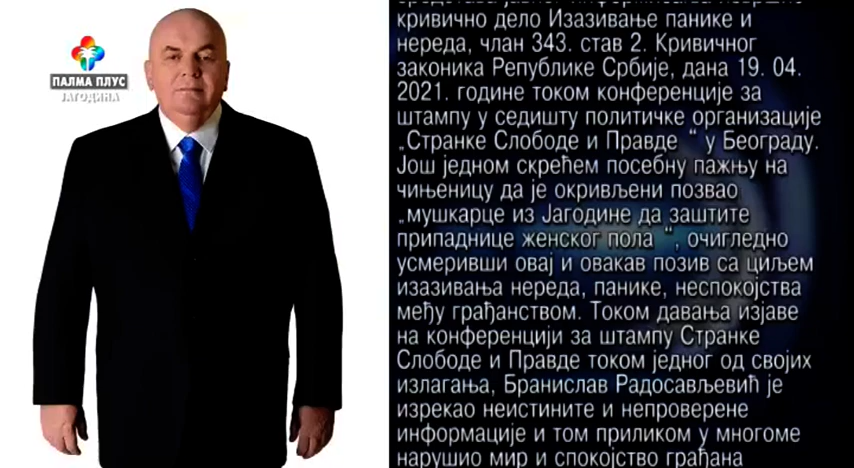 ПАЛМА ПЛУС
ЈАГОДИНА
кривично дело Изазивање панике и
нереда, члан 343. став 2. Кривичног
законика Републике Србије, дана 19. 04.
2021. године током конференције за
штампу у седишту политичке организације
„Странке Слободе и Правде “ у Београду.
Још једном скрећем посебну пажњу на
чињеницу да је окривљени позвао
„мушкарце из Јагодине да заштите
припаднице женског пола “, очигледно
усмеривши овај и овакав позив са циљем
изазивања нереда, панике, неспокојства
међу грађанством. Током давања изјаве
на конференцији за штампу Странке
Слободе и Правде током једног од својих
излагања, Бранислав Радосављевић је
изрекао неистините и непроверене
информације и том приликом у многоме
нарушио мир и спокојство грађана